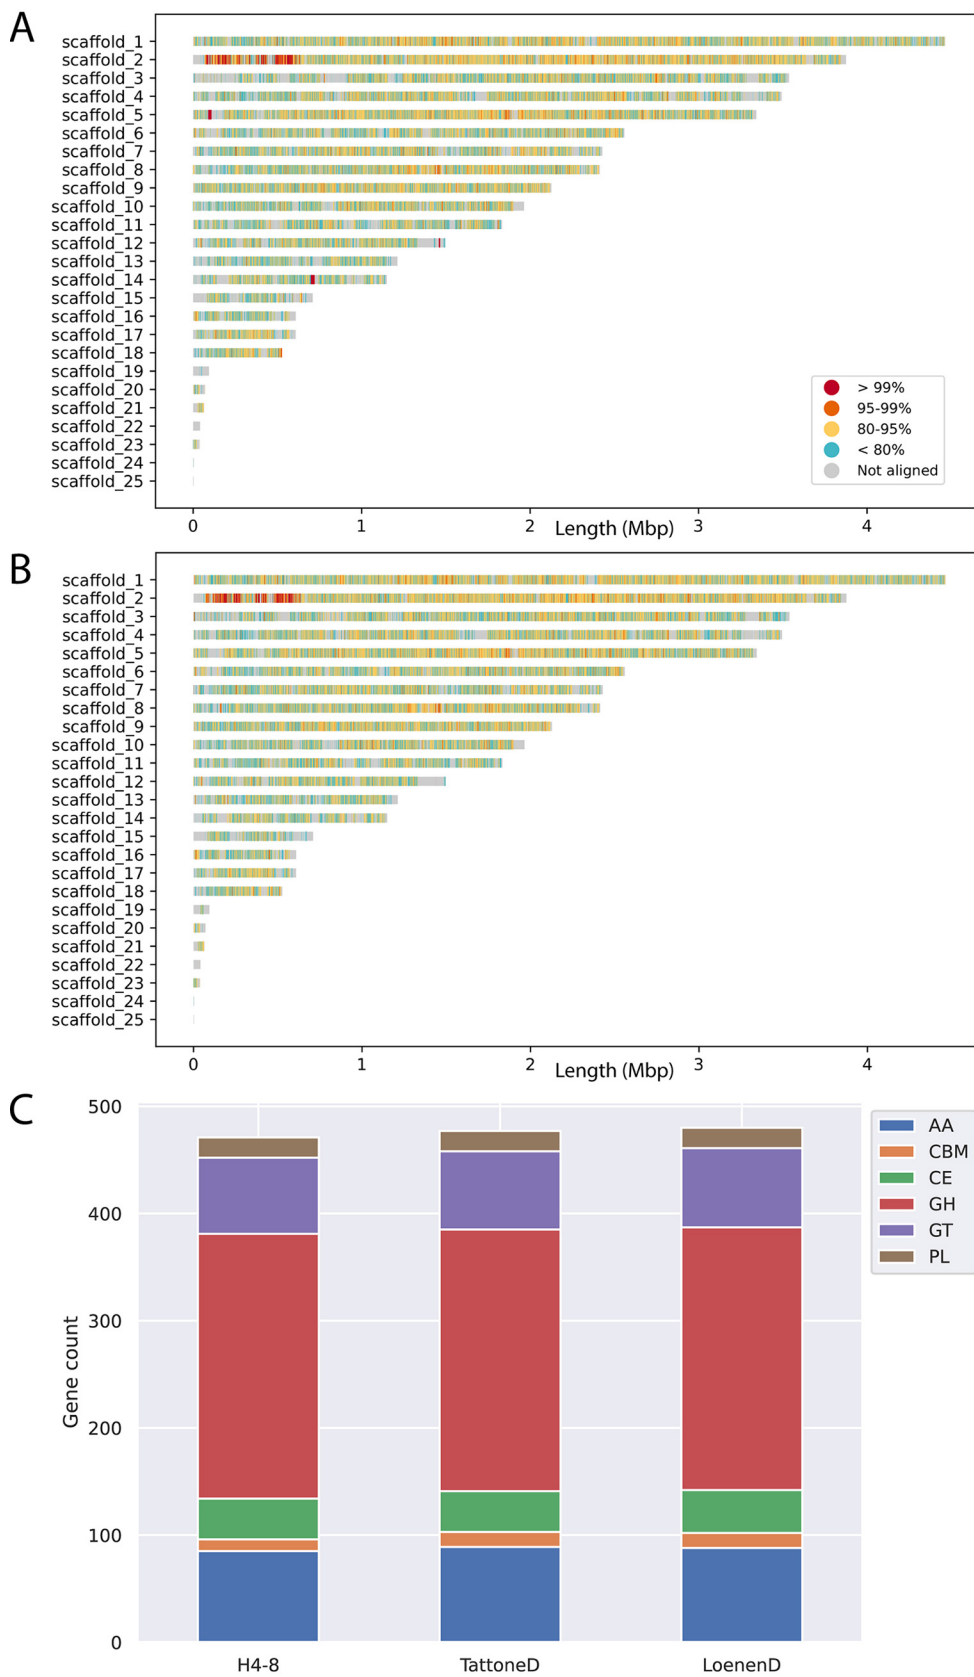 A
scaffold_1
scaffold_2
scaffold_3
scaffold_4
scaffold_5
scaffold_6
scaffold_7
scaffold_8
scaffold_9
scaffold_10
scaffold_11
scaffold_12
scaffold_13
scaffold_14
scaffold_15
scaffold_16
scaffold_17
scaffold_18
scaffold_19
scaffold_20
scaffold_21
scaffold_22
scaffold_23
scaffold_24
scaffold_25
> 99%
95-99%
80-95%
< 80%
Not aligned
0 1 2 3 4
Length (Mbp)
B
scaffold_1
scaffold_2
scaffold_3
scaffold_4
scaffold_5
scaffold_6
scaffold_7
scaffold_8
scaffold_9
scaffold_10
scaffold_11
scaffold_12
scaffold_13
scaffold_14
scaffold_15
scaffold_16
scaffold_17
scaffold_18
scaffold_19
scaffold_20
scaffold_21
scaffold_22
scaffold_23
scaffold_24
scaffold_25
0 1 2 3 4
Length (Mbp)
C
500
400
300
200
100
0
Gene count
AA
CBM
CE
GH
GT
PL
H4-8 TattoneD LoenenD